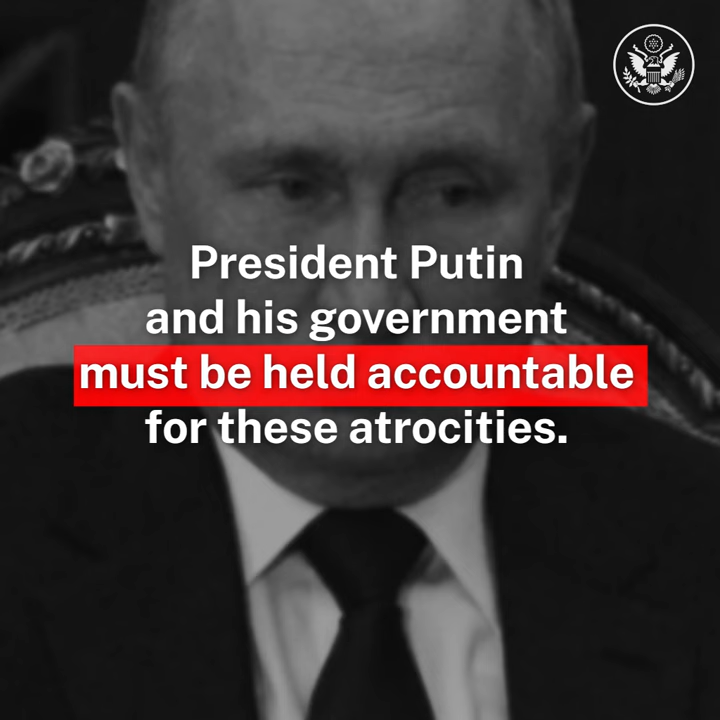 President Putin
and his government
must be held accountable
for these atrocities.